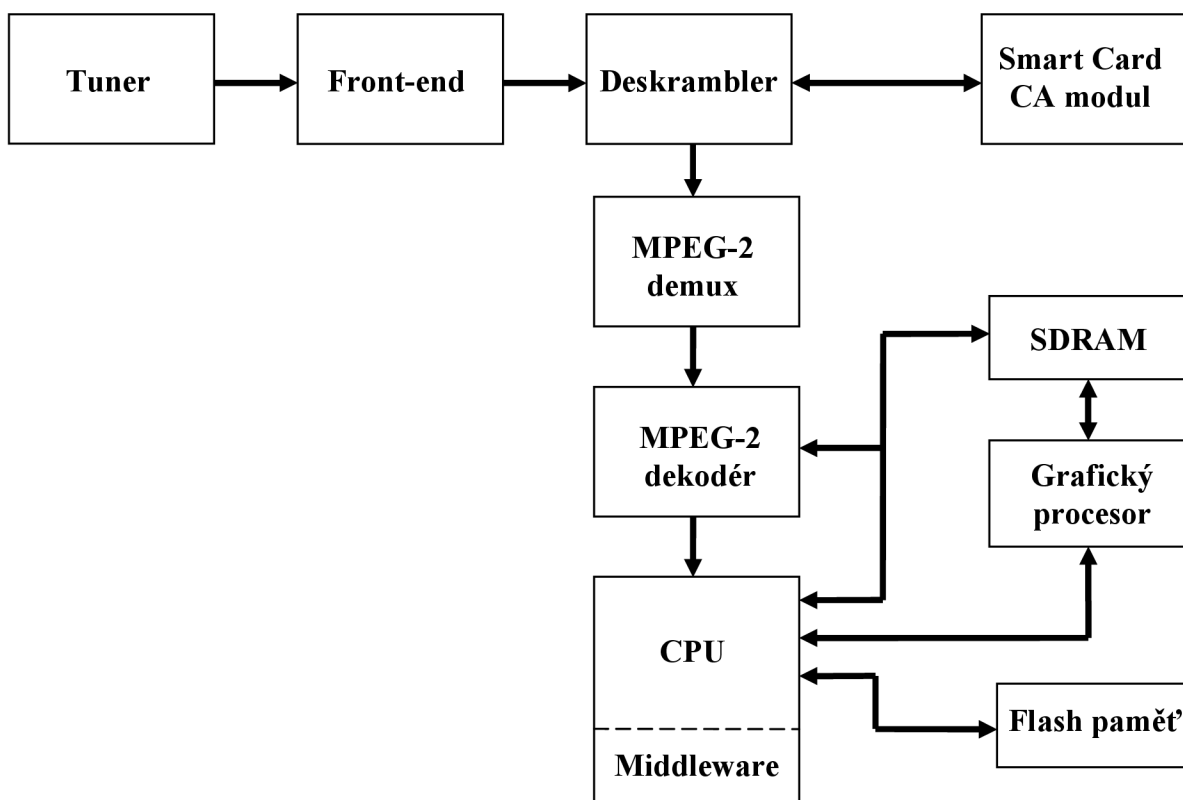 Tuner
Front-end
Deskrambler
Smart Card
CA modul
MPEG-2
demux
SDRAM
MPEG-2
dekodér
Grafický
procesor
CPU
Flash paměť
Middleware